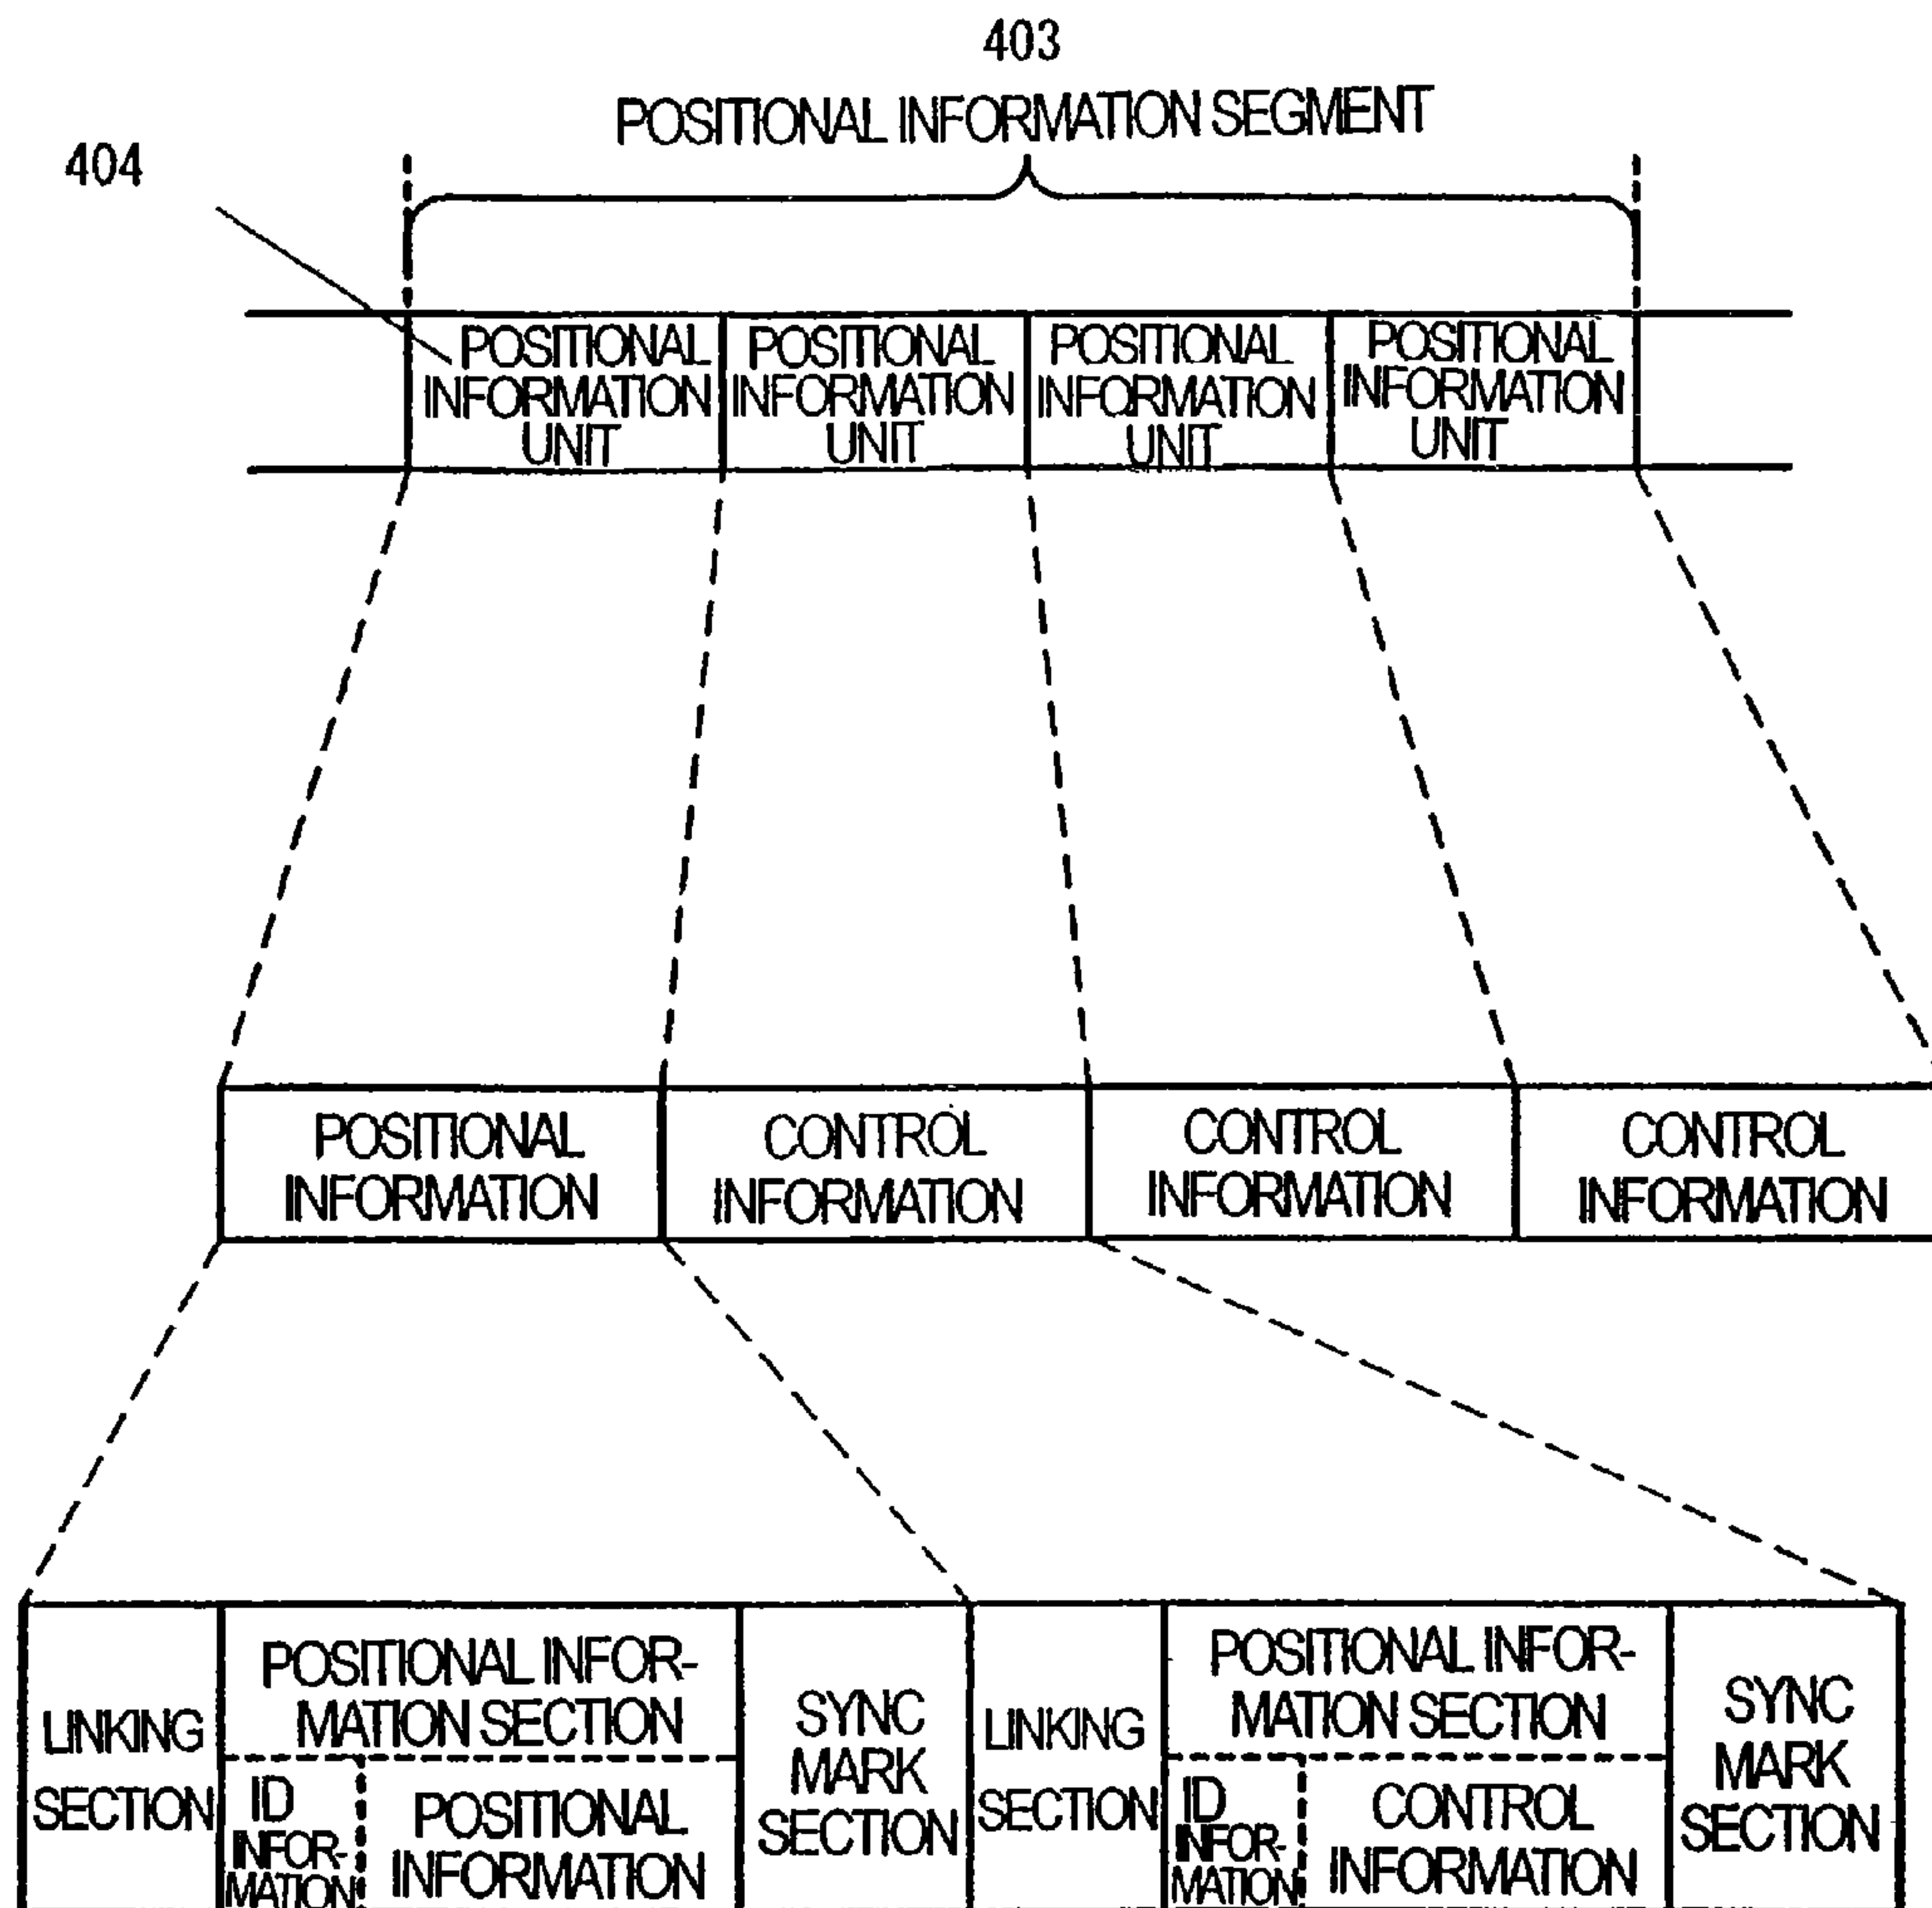 403
POSITIONAL INFORMATION SEGMENT
404
POSITIONAL
INFORMATION
UNIT
POSITIONAL
INFORMATION
UNIT
POSITIONAL
INFORMATION
UNIT
POSITIONAL
INFORMATION
UNIT
POSITIONAL
INFORMATION
CONTROL
INFORMATION
CONTROL
INFORMATION
CONTROL
INFORMATION
LINKING
SECTION
POSITIONAL INFOR-
MATION SECTION
ID
INFOR-
MATION
POSITIONAL
INFORMATION
SYNC
MARK
SECTION
LINKING
SECTION
POSITIONAL INFOR-
MATION SECTION
ID
INFOR-
MATION
CONTROL
INFORMATION
SYNC
MARK
SECTION